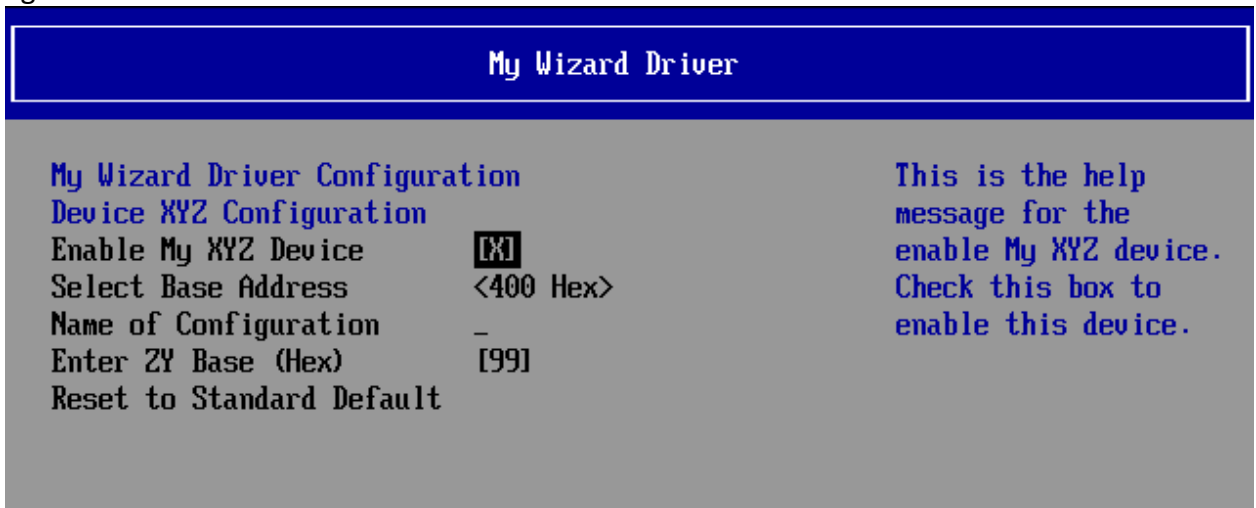 My Wizard Driver
My Wizard Driver Configuration
Device XYZ Configuration
Enable My XYZ Device [X]
Select Base Address <400 Hex>
Name of Configuration _
Enter ZY Base (Hex) [99]
Reset to Standard Default
This is the help
message for the
enable My XYZ device.
Check this box to
enable this device.